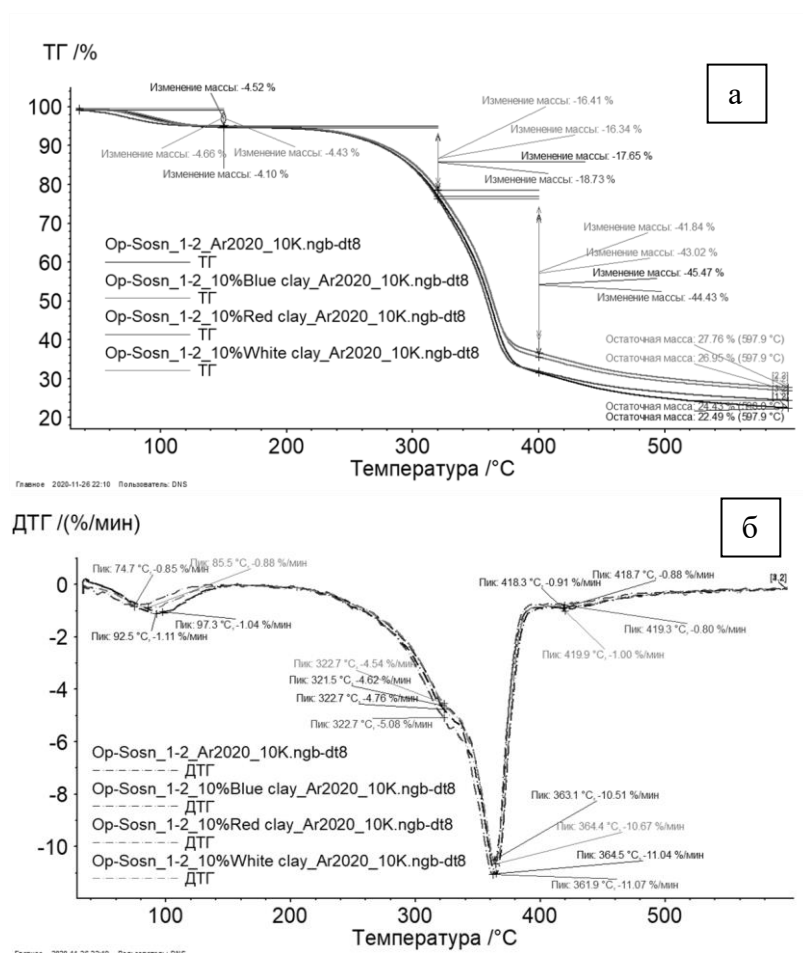 ТГ /%
а
Изменение массы: -4.52 %
Изменение массы: -16.41 %
Изменение массы: -16.34 %
Изменение массы: -4.66 %
Изменение массы: -4.43 %
Изменение массы: -17.65 %
Изменение массы: -4.10 %
Изменение массы: -18.73 %
100
90
80
70
60
50
40
30
20
Изменение массы: -41.84 %
Изменение массы: -43.02 %
Изменение массы: -45.47 %
Изменение массы: -44.43 %
Op-Sosn_1-2_Ar2020_10K.ngb-dt8
ТГ
Op-Sosn_1-2_10%Blue clay_Ar2020_10K.ngb-dt8
ТГ
Op-Sosn_1-2_10%Red clay_Ar2020_10K.ngb-dt8
ТГ
Op-Sosn_1-2_10%White clay_Ar2020_10K.ngb-dt8
ТГ
Остаточная масса: 27.76 % (597.9 °C)
Остаточная масса: 26.95 % (597.9 °C)
Остаточная масса: 24.43 %
Остаточная масса: 22.49 % (597.9 °C)
100 200 300 400 500
Температура /°C
Главное 2020-11-26 22:10 Пользователь: DNS
ДТГ /(%/мин)
б
Пик: 74.7 °C, -0.85 %/мин
Пик: 85.5 °C, -0.88 %/мин
Пик: 97.3 °C, -1.04 %/мин
Пик: 92.5 °C, -1.11 %/мин
Пик: 418.3 °C, -0.91 %/мин
Пик: 418.7 °C, -0.88 %/мин
Пик: 419.3 °C, -0.80 %/мин
Пик: 419.9 °C, -1.00 %/мин
0
-2
-4
-6
-8
-10
Пик: 322.7 °C, -4.54 %/мин
Пик: 321.5 °C, -4.62 %/мин
Пик: 322.7 °C, -4.76 %/мин
Пик: 322.7 °C, -5.08 %/мин
Op-Sosn_1-2_Ar2020_10K.ngb-dt8
ДТГ
Op-Sosn_1-2_10%Blue clay_Ar2020_10K.ngb-dt8
ДТГ
Op-Sosn_1-2_10%Red clay_Ar2020_10K.ngb-dt8
ДТГ
Op-Sosn_1-2_10%White clay_Ar2020_10K.ngb-dt8
ДТГ
Пик: 363.1 °C, -10.51 %/мин
Пик: 364.4 °C, -10.67 %/мин
Пик: 364.5 °C, -11.04 %/мин
Пик: 361.9 °C, -11.07 %/мин
100 200 300 400 500
Температура /°C